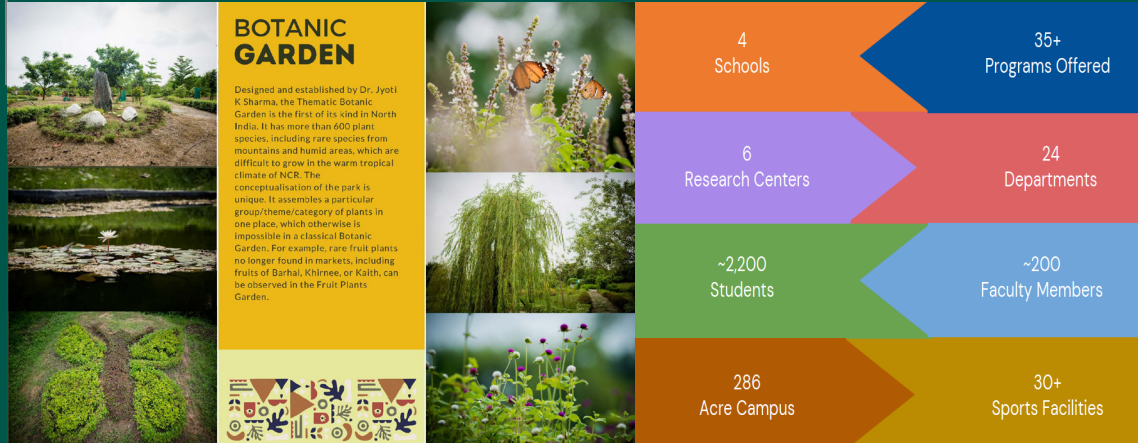 BOTANIC
GARDEN
Designed and established by Dr. Jyoti
K Sharma, the Thematic Botanic
Garden is the first of its kind in North
India. It has more than 600 plant
species, including rare species from
mountains and humid areas, which are
difficult to grow in the warm tropical
climate of NCR. The
conceptualisation of the park is
unique. It assembles a particular
group/theme/category of plants in
one place, which otherwise is
impossible in a classical Botanic
Garden. For example, rare fruit plants
no longer found in markets, including
fruits of Barhal, Khirnee, or Kaith, can
be observed in the Fruit Plants
Garden.
4
Schools
35+
Programs Offered
6
Research Centers
24
Departments
~2,200
Students
~200
Faculty Members
286
Acre Campus
30+
Sports Facilities